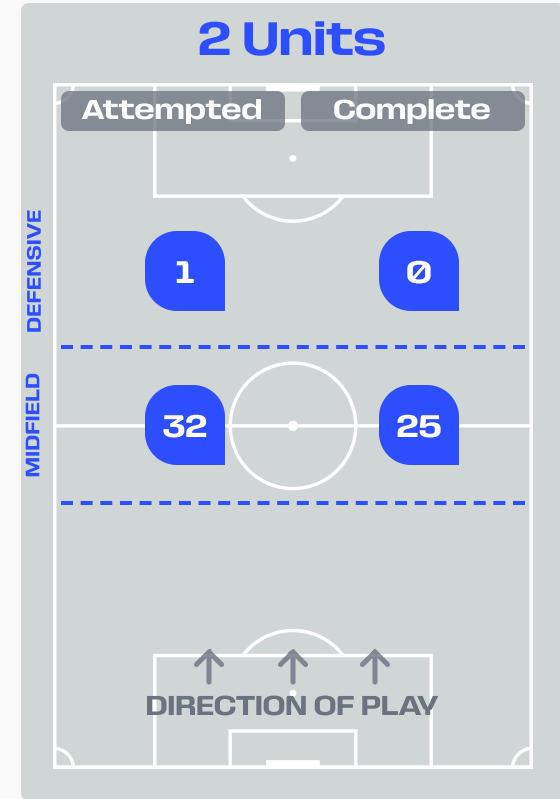 2 Units
Attempted Complete
DEFENSIVE
1 0
MIDFIELD
32 25
DIRECTION OF PLAY